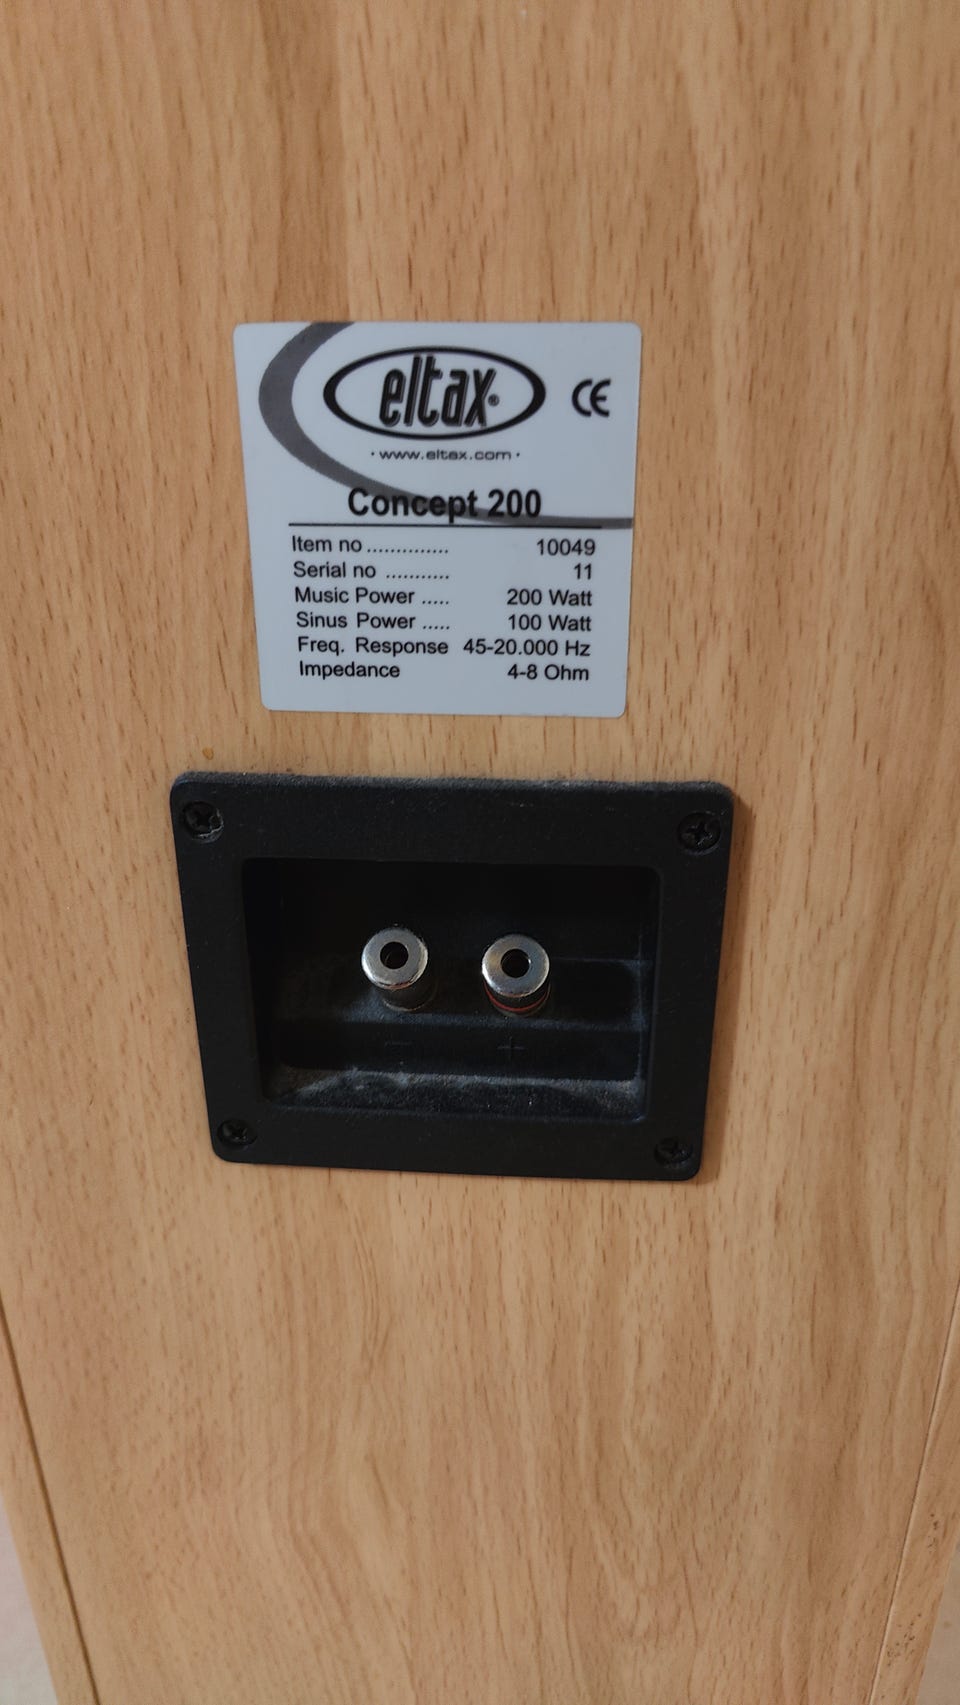 eltax®
CE
· www.eltax.com ·
Concept 200
Item no .............. 10049
Serial no ........... 11
Music Power ..... 200 Watt
Sinus Power ..... 100 Watt
Freq. Response 45-20.000 Hz
Impedance 4-8 Ohm
− +